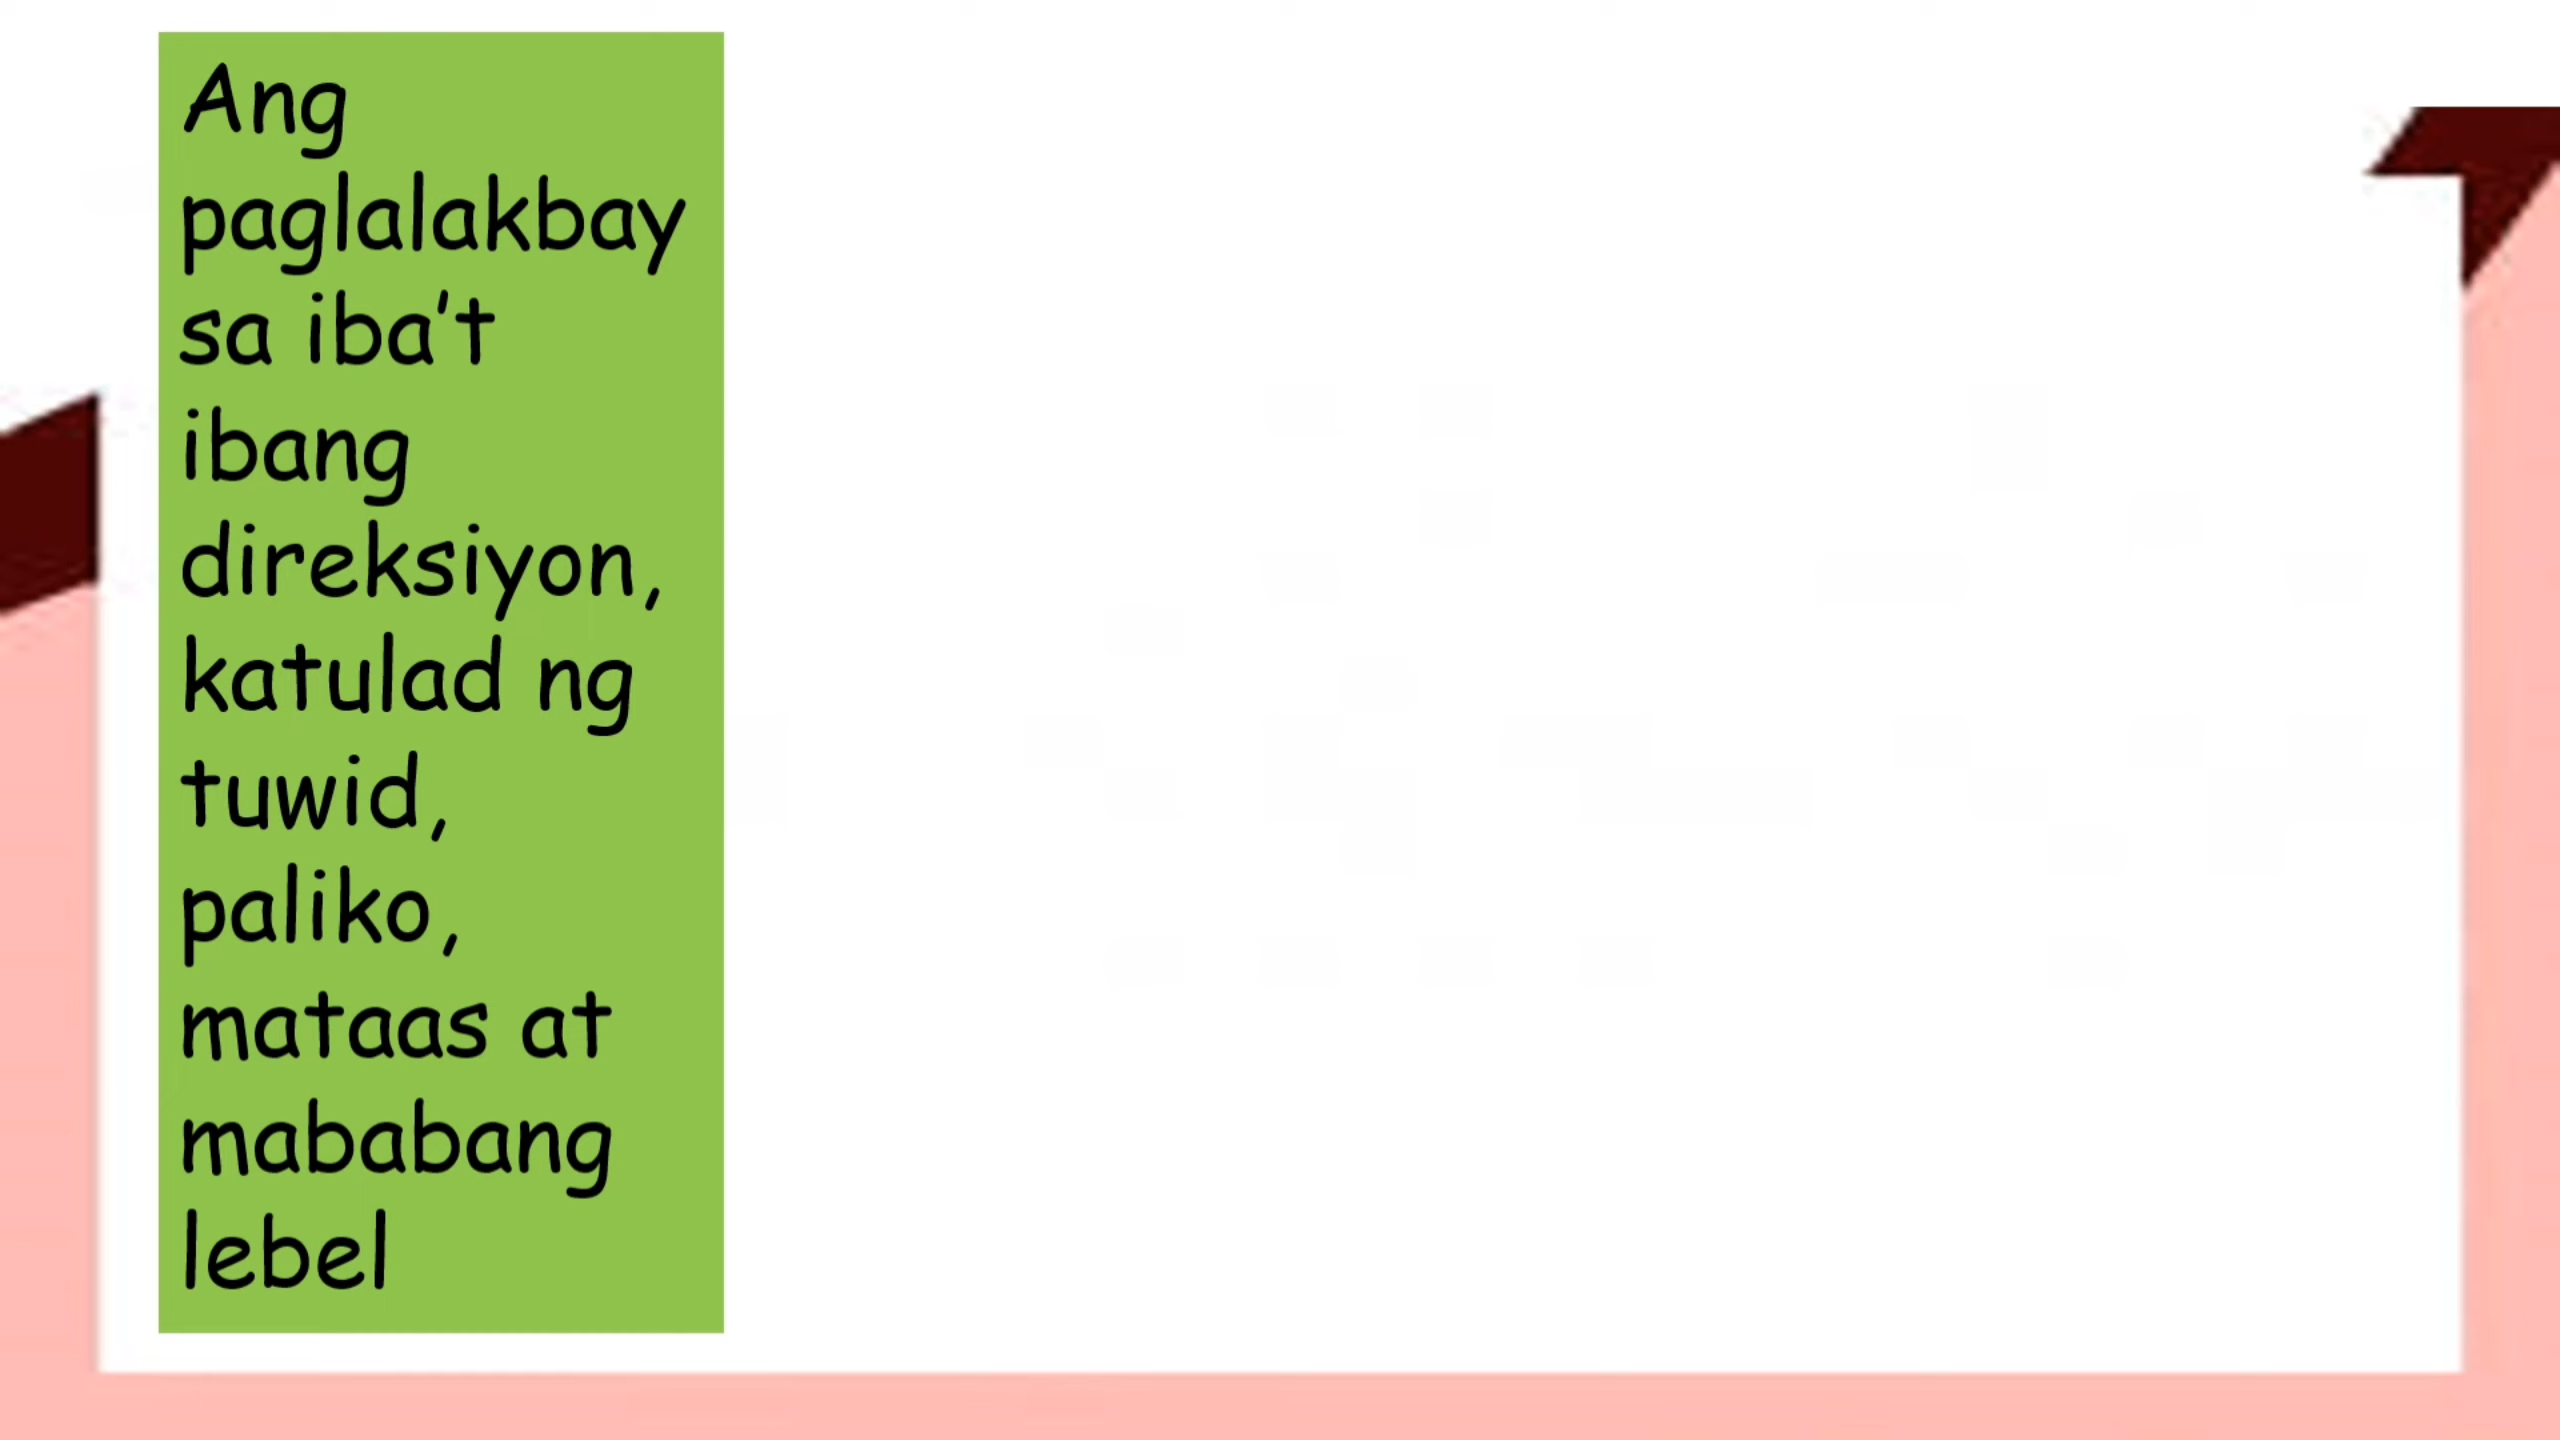 Ang
paglalakbay
sa iba’t
ibang
direksiyon,
katulad ng
tuwid,
paliko,
mataas at
mababang
lebel